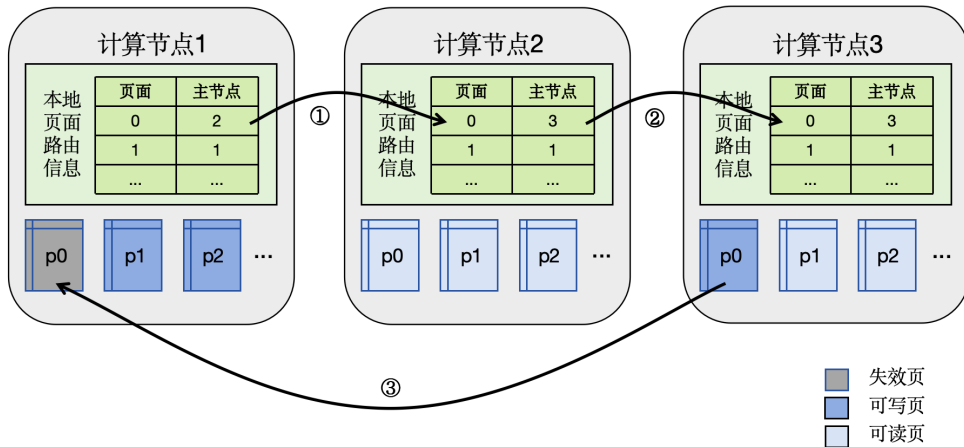 计算节点1
本地
页面
路由
信息
页面 主节点
0 2
1 1
... ...
p0 p1 p2 ...
计算节点2
本地
页面
路由
信息
页面 主节点
0 3
1 1
... ...
p0 p1 p2 ...
计算节点3
本地
页面
路由
信息
页面 主节点
0 3
1 1
... ...
p0 p1 p2 ...
①
②
③
失效页
可写页
可读页